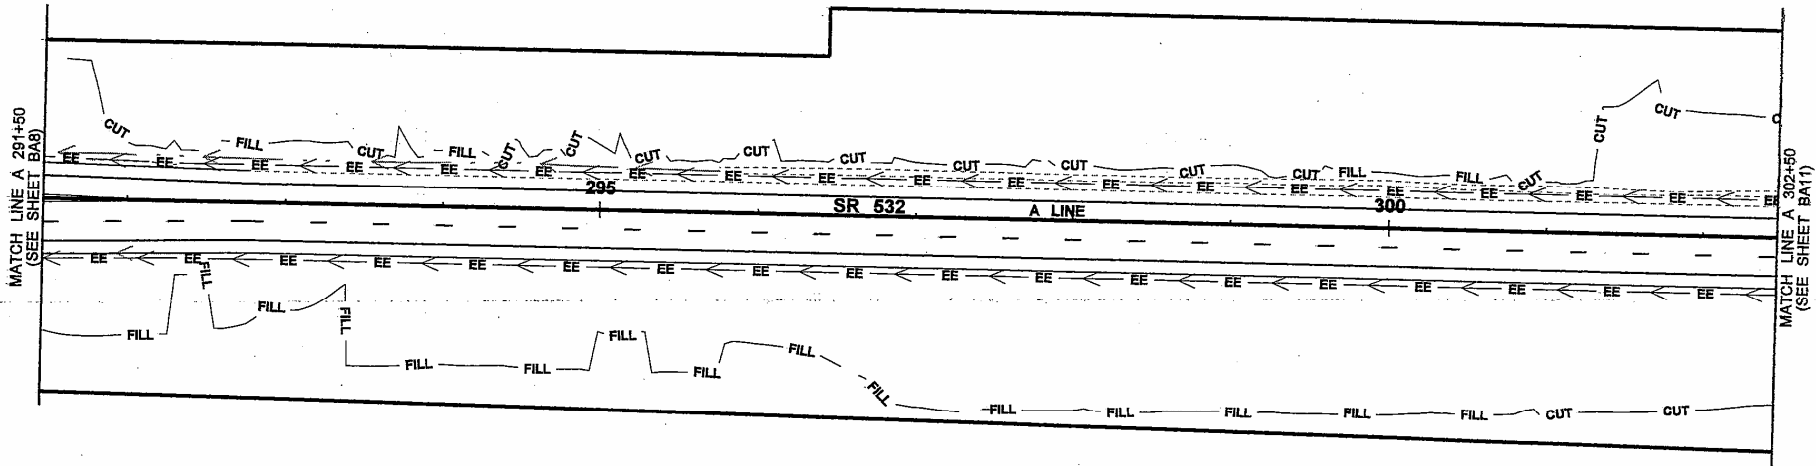 MATCH LINE A 291+50
(SEE SHEET BA8)
CUT FILL CUT FILL CUT CUT CUT CUT CUT CUT CUT CUT CUT FILL FILL CUT CUT CUT C
EE EE EE EE EE EE EE EE EE EE EE EE EE EE EE EE EE EE EE
295 SR 532 A LINE 300
EE EE EE EE EE EE EE EE EE EE EE EE EE EE EE EE EE EE
FILL FILL FILL FILL FILL FILL FILL FILL FILL FILL FILL FILL FILL FILL FILL CUT CUT
MATCH LINE A 302+50
(SEE SHEET BA11)